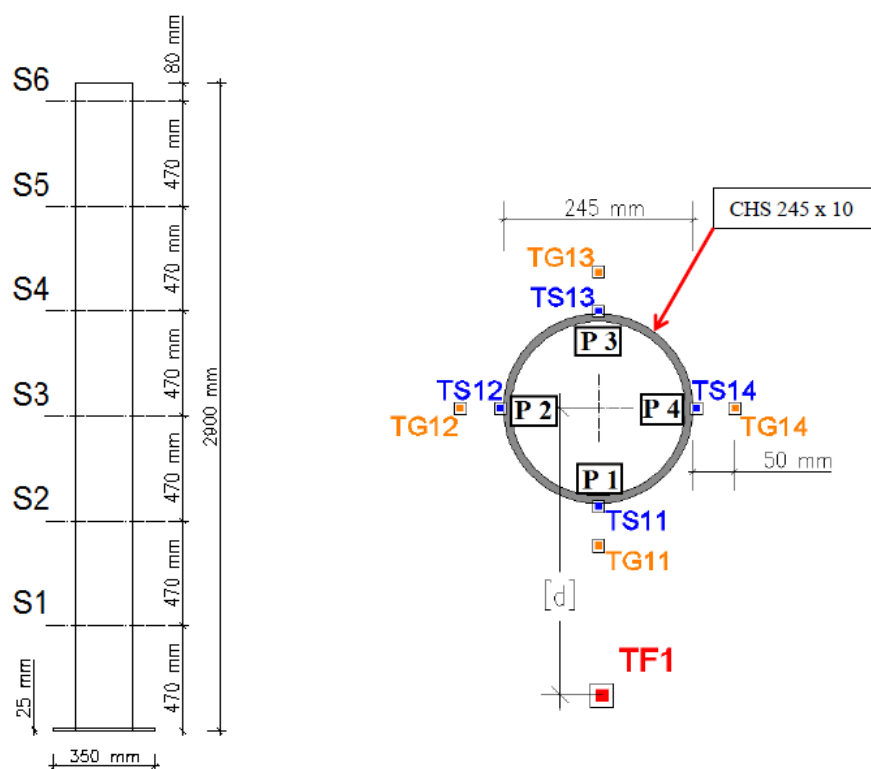 S6
S5
S4
S3
S2
S1
80 mm
470 mm
470 mm
470 mm
470 mm
470 mm
470 mm
2900 mm
25 mm
350 mm
245 mm
CHS 245 x 10
TG13
TS13
P 3
TS12
P 2
P 4
TS14
TG12
TG14
P 1
50 mm
TS11
TG11
[d]
TF1